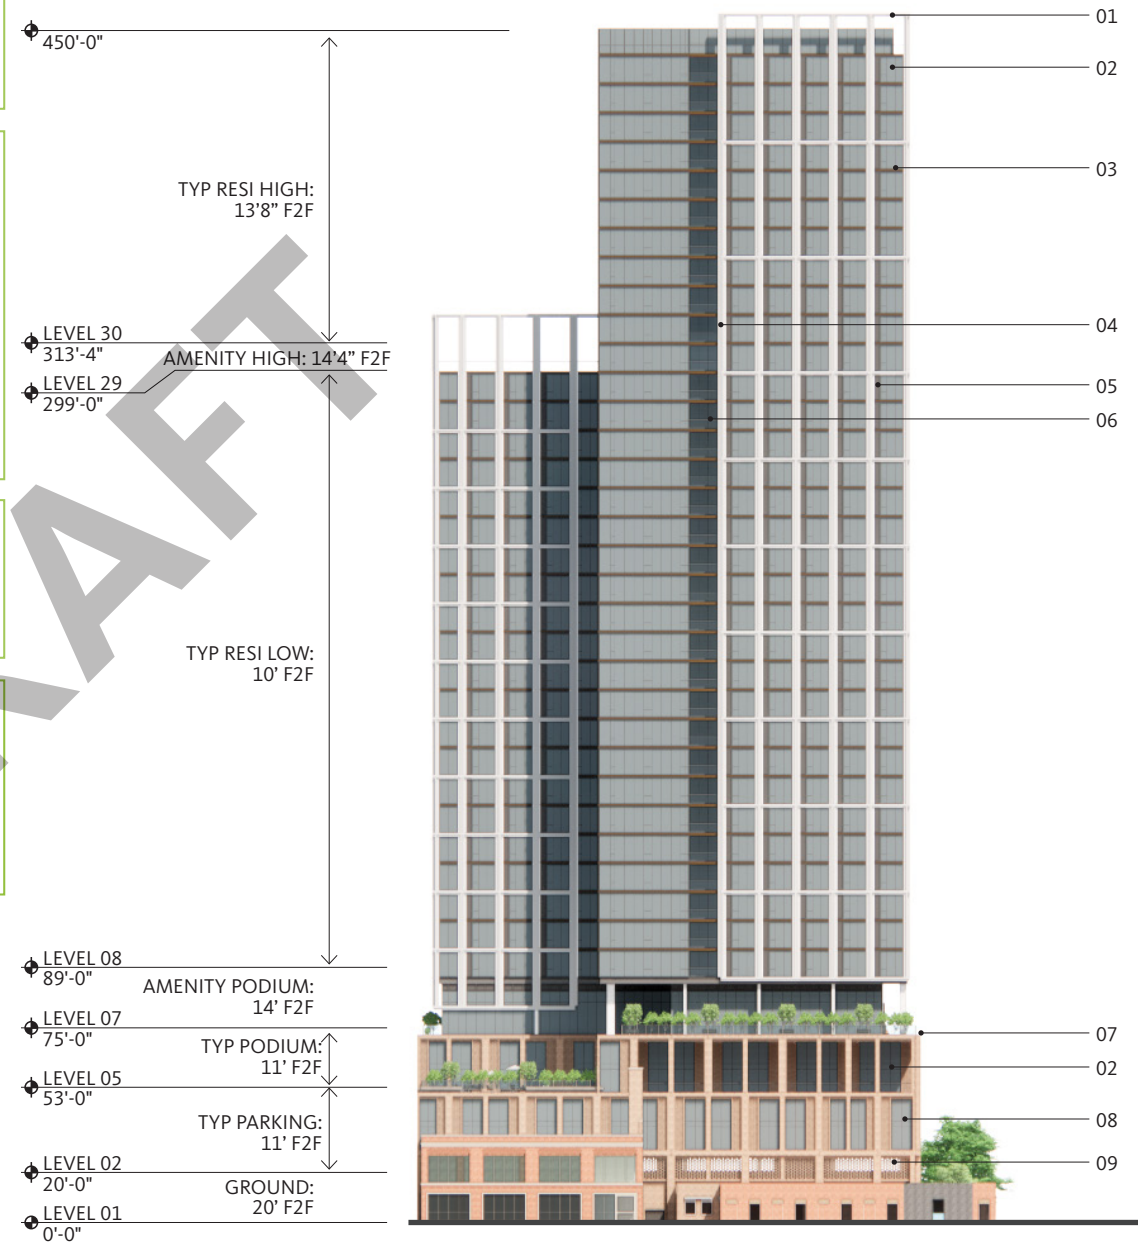 450'-0"
01
02
TYP RESI HIGH:
13'8" F2F
03
04
LEVEL 30
313'-4"
AMENITY HIGH: 14'4" F2F
LEVEL 29
299'-0"
05
06
TYP RESI LOW:
10' F2F
LEVEL 08
89'-0"
AMENITY PODIUM:
14' F2F
LEVEL 07
75'-0"
07
TYP PODIUM:
11' F2F
02
LEVEL 05
53'-0"
TYP PARKING:
11' F2F
08
09
LEVEL 02
20'-0"
GROUND:
20' F2F
LEVEL 01
0'-0"